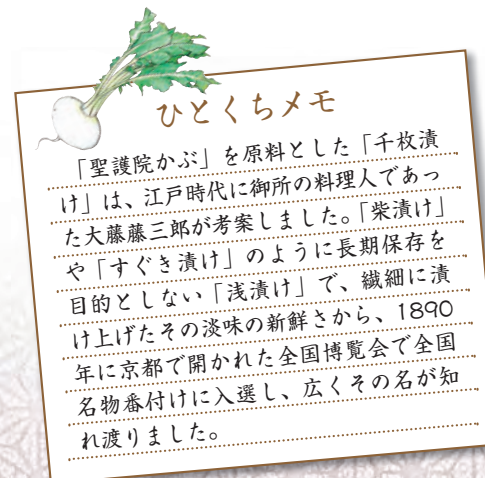 ひとくちメモ
「聖護院かぶ」を原料とした「千枚漬
け」は、江戸時代に御所の料理人であっ
た大藤藤三郎が考案しました。「柴漬け」
や「すぐき漬け」のように長期保存を
目的としない「浅漬け」で、繊細に漬
け上げたその淡味の新鮮さから、1890
年に京都で開かれた全国博覧会で全国
名物番付けに入選し、広くその名が知
れ渡りました。